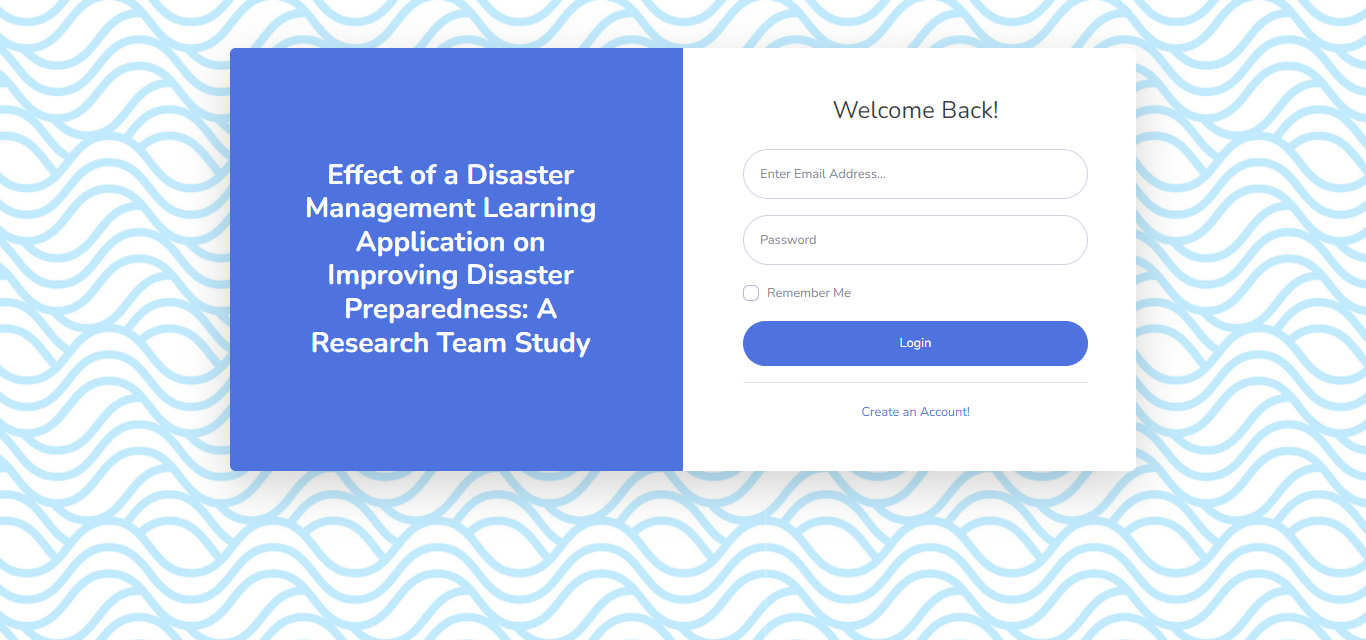 Effect of a Disaster
Management Learning
Application on
Improving Disaster
Preparedness: A
Research Team Study
Welcome Back!
Enter Email Address...
Password
Remember Me
Login
Create an Account!